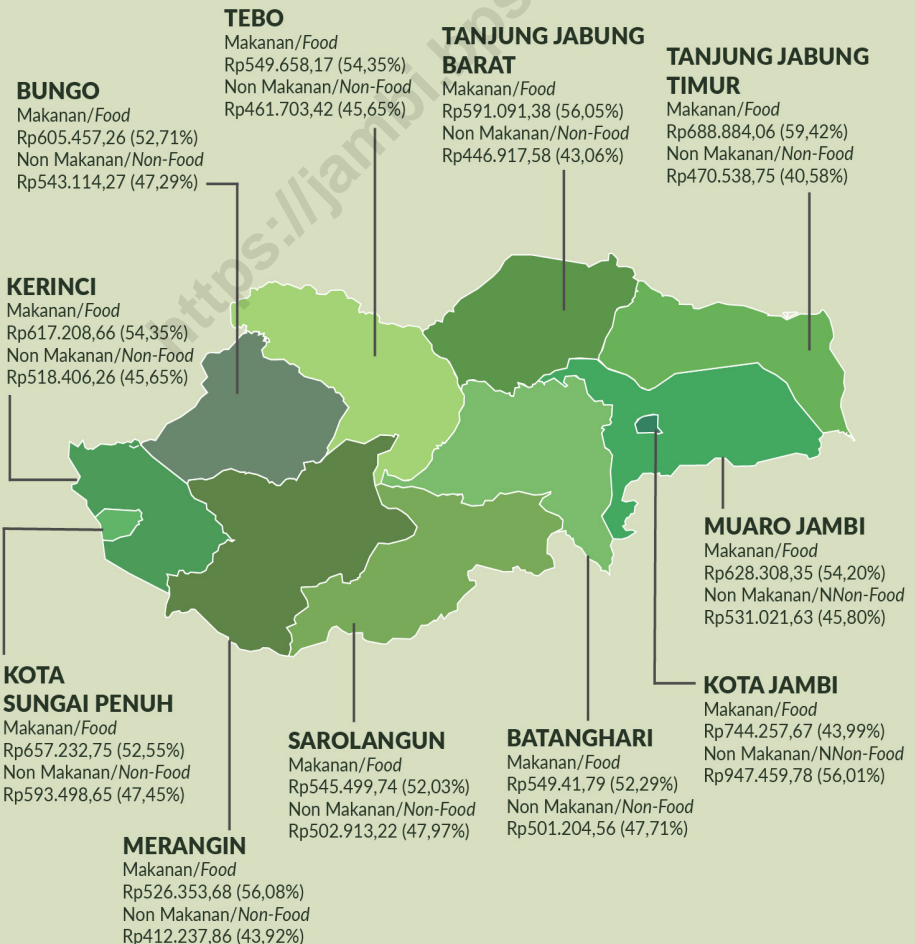 TEBO
Makanan/Food
Rp549.658,17 (54,35%)
Non Makanan/Non-Food
Rp461.703,42 (45,65%)
TANJUNG JABUNG
BARAT
Makanan/Food
Rp591.091,38 (56,05%)
Non Makanan/Non-Food
Rp446.917,58 (43,06%)
TANJUNG JABUNG
TIMUR
Makanan/Food
Rp688.884,06 (59,42%)
Non Makanan/Non-Food
Rp470.538,75 (40,58%)
BUNGO
Makanan/Food
Rp605.457,26 (52,71%)
Non Makanan/Non-Food
Rp543.114,27 (47,29%)
KERINCI
Makanan/Food
Rp617.208,66 (54,35%)
Non Makanan/Non-Food
Rp518.406,26 (45,65%)
MUARO JAMBI
Makanan/Food
Rp628.308,35 (54,20%)
Non Makanan/NNon-Food
Rp531.021,63 (45,80%)
KOTA
SUNGAI PENUH
Makanan/Food
Rp657.232,75 (52,55%)
Non Makanan/Non-Food
Rp593.498,65 (47,45%)
KOTA JAMBI
Makanan/Food
Rp744.257,67 (43,99%)
Non Makanan/NNon-Food
Rp947.459,78 (56,01%)
SAROLANGUN
Makanan/Food
Rp545.499,74 (52,03%)
Non Makanan/Non-Food
Rp502.913,22 (47,97%)
BATANGHARI
Makanan/Food
Rp549.41,79 (52,29%)
Non Makanan/Non-Food
Rp501.204,56 (47,71%)
MERANGIN
Makanan/Food
Rp526.353,68 (56,08%)
Non Makanan/Non-Food
Rp412.237,86 (43,92%)
https://jambi.bps